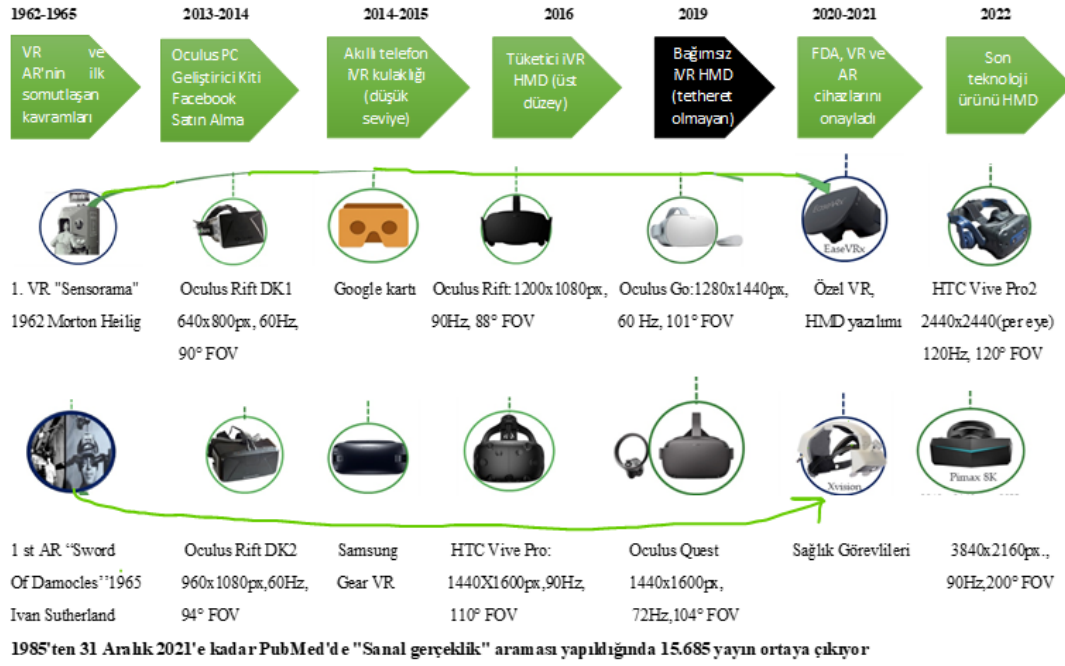 1962-1965
2013-2014
2014-2015
2016
2019
2020-2021
2022
VR ve
AR'nin ilk
somutlaşan
kavramları
Oculus PC
Geliştirici Kiti
Facebook
Satın Alma
Akıllı telefon
iVR kulaklığı
(düşük
seviye)
Tüketici iVR
HMD (üst
düzey)
Bağımsız
iVR HMD
(tetheret
olmayan)
FDA, VR ve
AR
cihazlarını
onayladı
Son
teknoloji
ürünü HMD
EaseVRx
1. VR "Sensorama"
1962 Morton Heilig
Oculus Rift DK1
640x800px, 60Hz,
90° FOV
Google kartı
Oculus Rift: 1200x1080px,
90Hz, 88° FOV
Oculus Go:1280x1440px,
60 Hz, 101° FOV
Özel VR,
HMD yazılımı
HTC Vive Pro2
2440x2440(per eye)
120Hz, 120° FOV
Xvision
Pimax 8K
1 st AR “Sword
Of Damocles’’1965
Ivan Sutherland
Oculus Rift DK2
960x1080px,60Hz,
94° FOV
Samsung
Gear VR
HTC Vive Pro:
1440X1600px,90Hz,
110° FOV
Oculus Quest
1440x1600px,
72Hz,104° FOV
Sağlık Görevlileri
3840x2160px.,
90Hz,200° FOV
1985'ten 31 Aralık 2021'e kadar PubMed'de "Sanal gerçeklik" araması yapıldığında 15.685 yayın ortaya çıkıyor